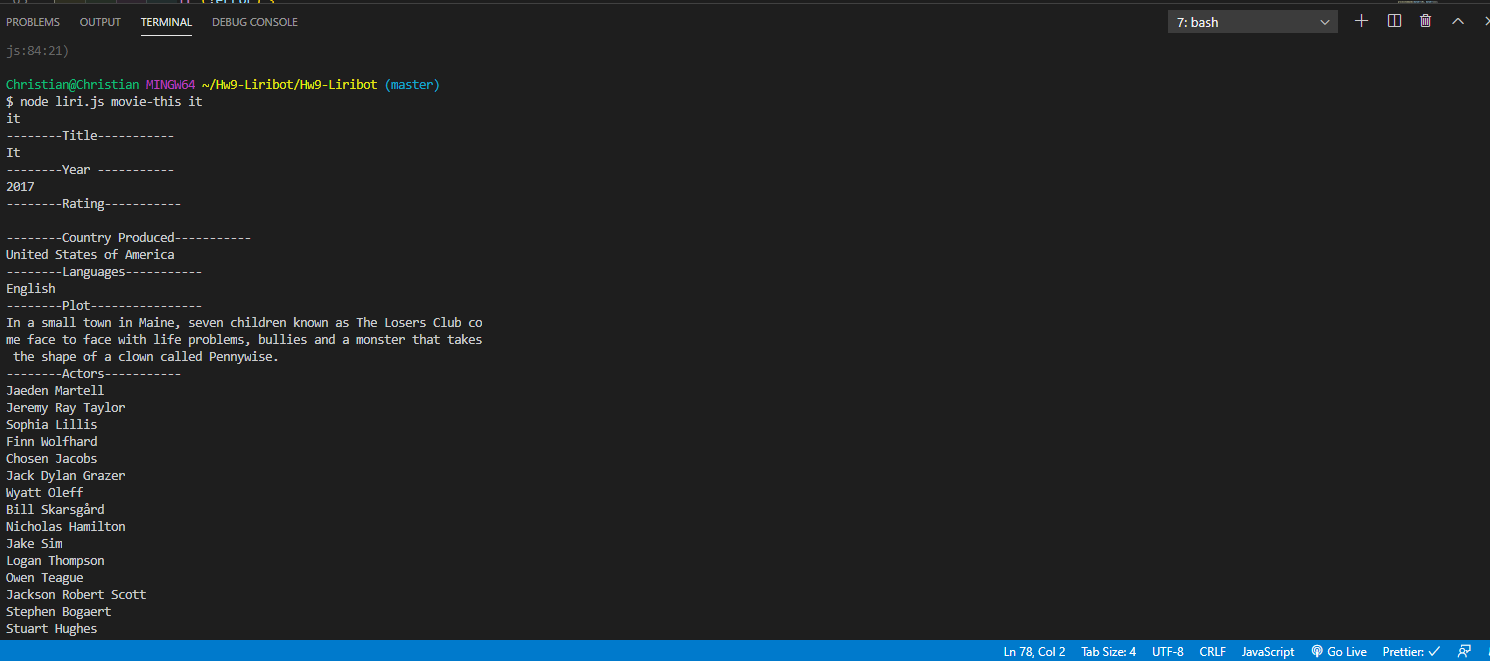 PROBLEMS OUTPUT TERMINAL DEBUG CONSOLE 7: bash
js:84:21)
Christian@Christian MINGW64 ~/Hw9-Liribot/Hw9-Liribot (master)
$ node liri.js movie-this it
it
--------Title-----------
It
--------Year -----------
2017
--------Rating-----------
--------Country Produced-----------
United States of America
--------Languages-----------
English
--------Plot----------------
In a small town in Maine, seven children known as The Losers Club co
me face to face with life problems, bullies and a monster that takes
 the shape of a clown called Pennywise.
--------Actors-----------
Jaeden Martell
Jeremy Ray Taylor
Sophia Lillis
Finn Wolfhard
Chosen Jacobs
Jack Dylan Grazer
Wyatt Oleff
Bill Skarsgård
Nicholas Hamilton
Jake Sim
Logan Thompson
Owen Teague
Jackson Robert Scott
Stephen Bogaert
Stuart Hughes
Ln 78, Col 2 Tab Size: 4 UTF-8 CRLF JavaScript Go Live Prettier: ✓